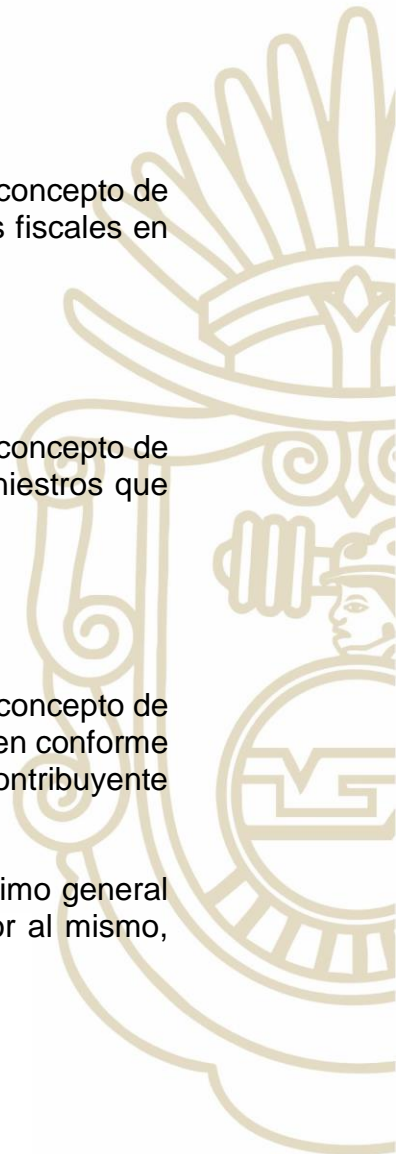 concepto de
s fiscales en
concepto de
niestros que
concepto de
en conforme
ontribuyente
imo general
or al mismo,